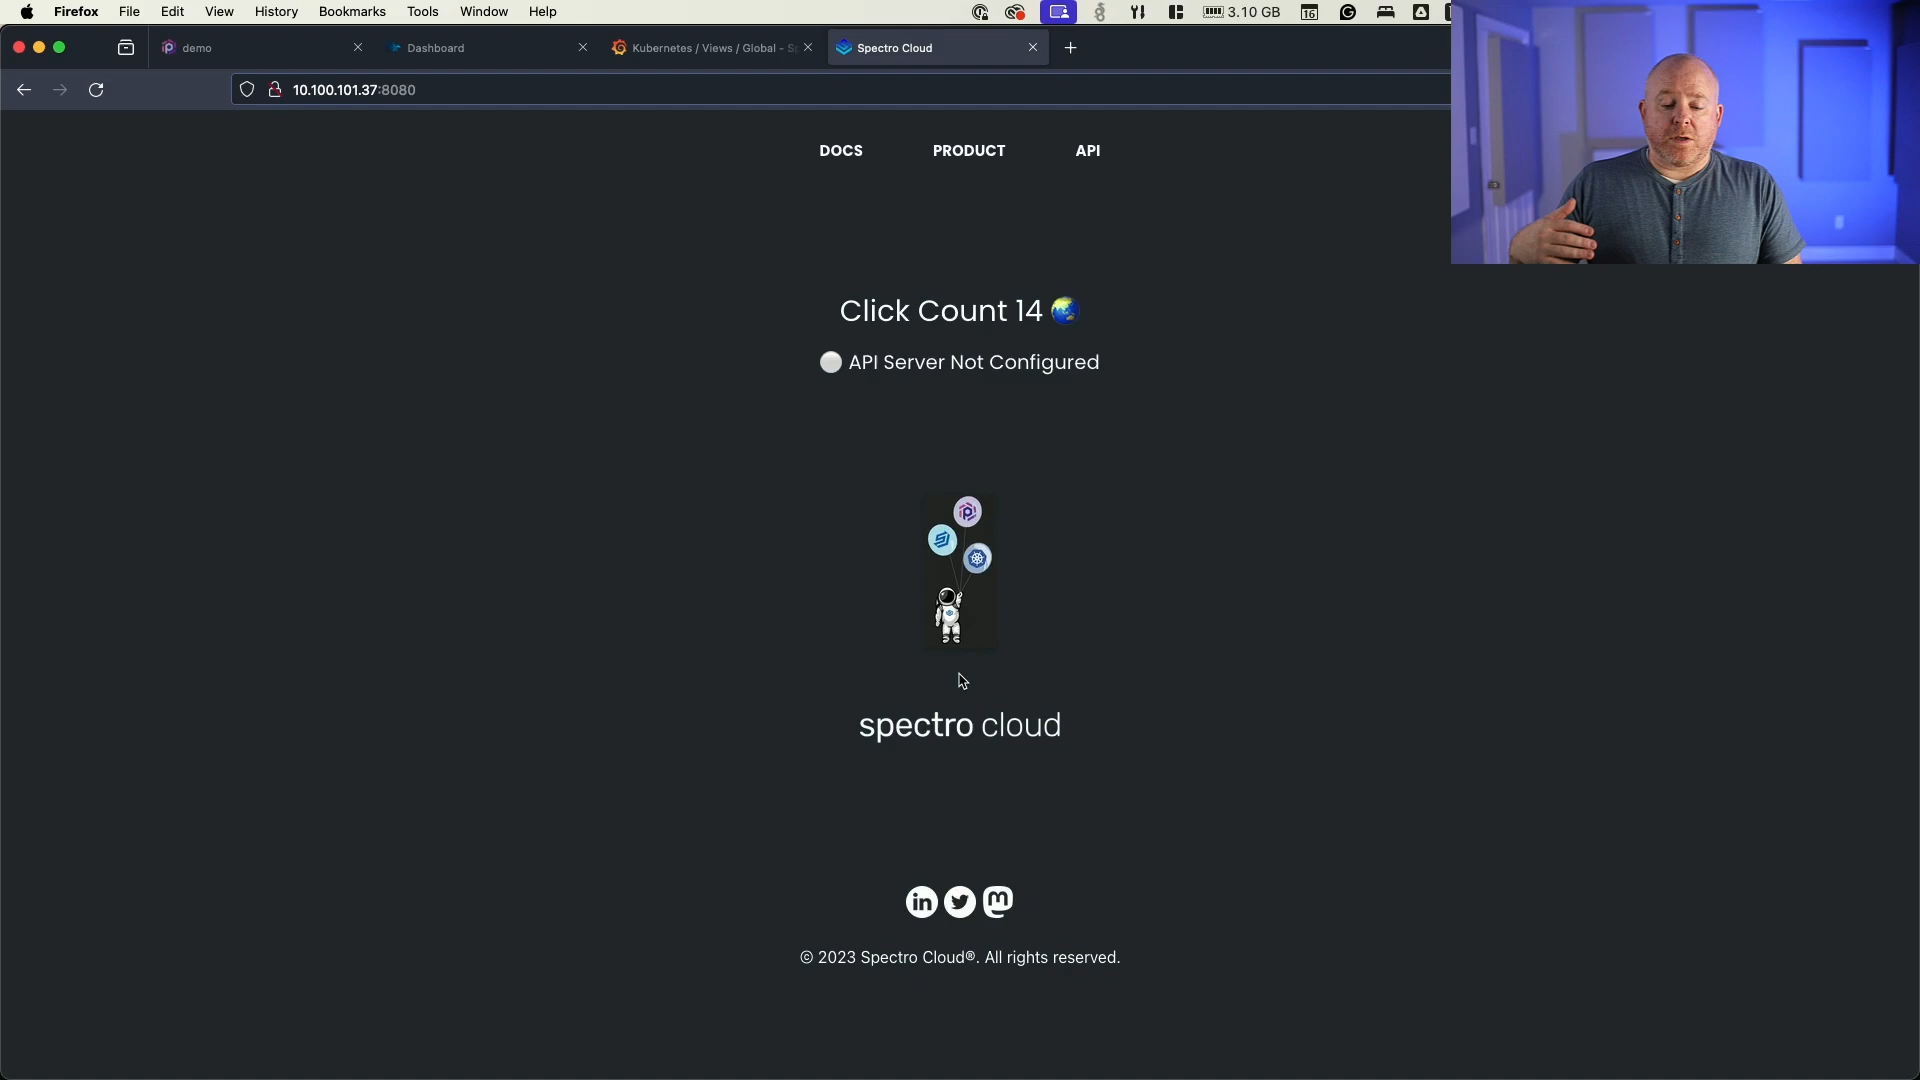 Firefox File Edit View History Bookmarks Tools Window Help 3.10 GB 16
demo Dashboard Kubernetes / Views / Global - Spectro Cloud
10.100.101.37:8080
DOCS PRODUCT API
Click Count 14
API Server Not Configured
spectro cloud
© 2023 Spectro Cloud®. All rights reserved.